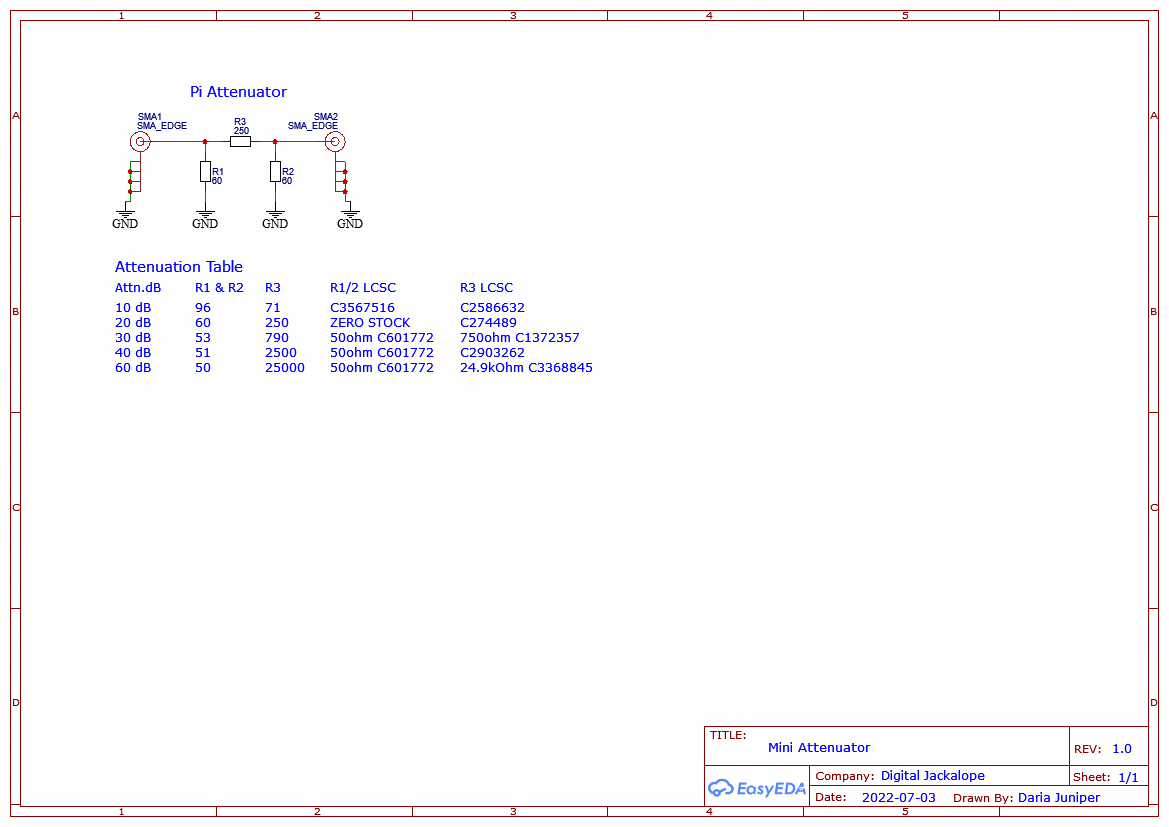 1 2 3 4 5
A A
Pi Attenuator
SMA1 SMA2
SMA_EDGE R3 SMA_EDGE
250
R1 R2
60 60
GND GND GND GND
Attenuation Table
Attn.dB R1 & R2 R3 R1/2 LCSC R3 LCSC
10 dB 96 71 C3567516 C2586632
B B
20 dB 60 250 ZERO STOCK C274489
30 dB 53 790 50ohm C601772 750ohm C1372357
40 dB 51 2500 50ohm C601772 C2903262
60 dB 50 25000 50ohm C601772 24.9kOhm C3368845
C C
D D
TITLE:
Mini Attenuator
REV: 1.0
EasyEDA
Company: Digital Jackalope
Sheet: 1/1
Date: 2022-07-03 Drawn By: Daria Juniper
1 2 3 4 5